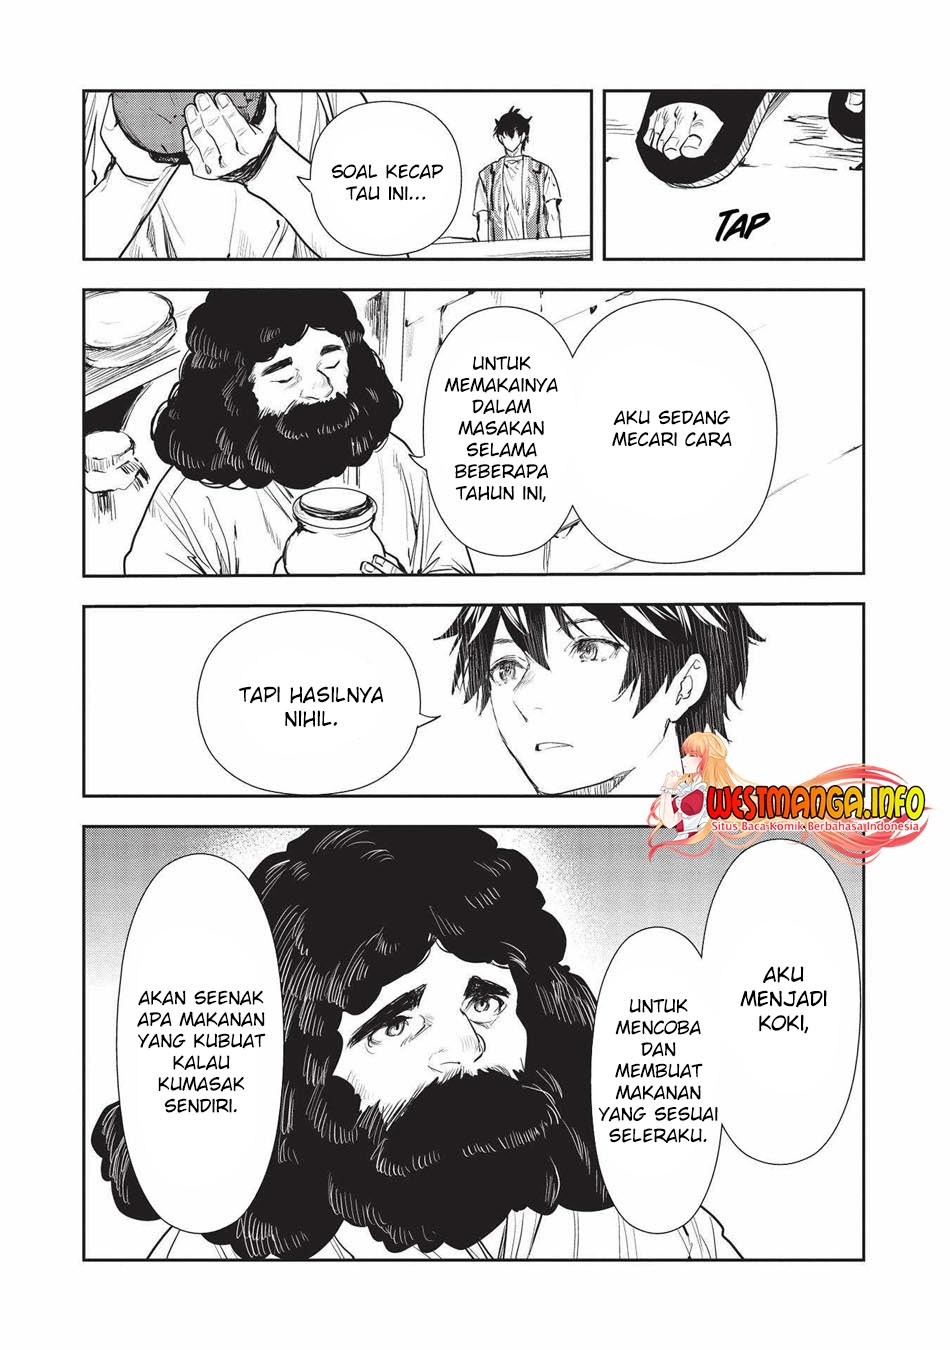 TAP
SOAL KECAP
TAU INI...
AKU SEDANG
MECARI CARA
UNTUK
MEMAKAINYA
DALAM
MASAKAN
SELAMA
BEBERAPA
TAHUN INI,
TAPI HASILNYA
NIHIL.
WESTMANGA.INFO
Situs Baca Komik Berbahasa Indonesia
AKU
MENJADI
KOKI,
UNTUK
MENCOBA
DAN
MEMBUAT
MAKANAN
YANG SESUAI
SELERAKU.
AKAN SEENAK
APA MAKANAN
YANG KUBUAT
KALAU
KUMASAK
SENDIRI.